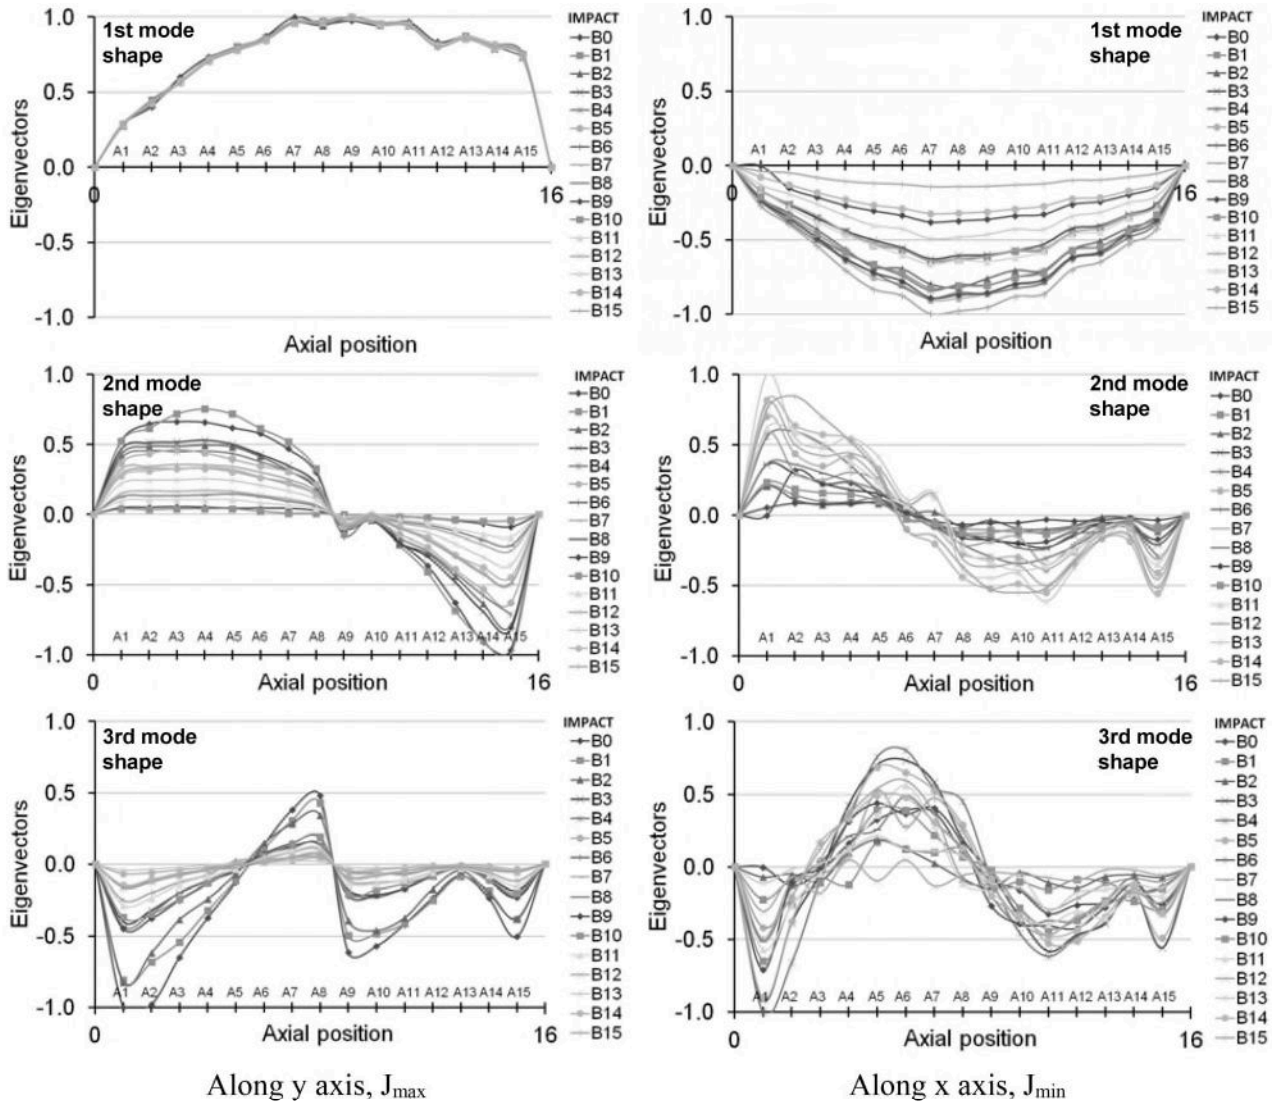 1st mode
shape
1.0
0.5
0.0
-0.5
-1.0
Eigenvectors
A1 A2 A3 A4 A5 A6 A7 A8 A9 A10 A11 A12 A13 A14 A15
0 16
Axial position
IMPACT
B0
B1
B2
B3
B4
B5
B6
B7
B8
B9
B10
B11
B12
B13
B14
B15
1st mode
shape
1.0
0.5
0.0
-0.5
-1.0
Eigenvectors
A1 A2 A3 A4 A5 A6 A7 A8 A9 A10 A11 A12 A13 A14 A15
0 16
Axial position
IMPACT
B0
B1
B2
B3
B4
B5
B6
B7
B8
B9
B10
B11
B12
B13
B14
B15
2nd mode
shape
1.0
0.5
0.0
-0.5
-1.0
Eigenvectors
A1 A2 A3 A4 A5 A6 A7 A8 A9 A10 A11 A12 A13 A14 A15
0 16
Axial position
IMPACT
B0
B1
B2
B3
B4
B5
B6
B7
B8
B9
B10
B11
B12
B13
B14
B15
2nd mode
shape
1.0
0.5
0.0
-0.5
-1.0
Eigenvectors
A1 A2 A3 A4 A5 A6 A7 A8 A9 A10 A11 A12 A13 A14 A15
0 16
Axial position
IMPACT
B0
B1
B2
B3
B4
B5
B6
B7
B8
B9
B10
B11
B12
B13
B14
B15
3rd mode
shape
1.0
0.5
0.0
-0.5
-1.0
Eigenvectors
A1 A2 A3 A4 A5 A6 A7 A8 A9 A10 A11 A12 A13 A14 A15
0 16
Axial position
IMPACT
B0
B1
B2
B3
B4
B5
B6
B7
B8
B9
B10
B11
B12
B13
B14
B15
3rd mode
shape
1.0
0.5
0.0
-0.5
-1.0
Eigenvectors
A1 A2 A3 A4 A5 A6 A7 A8 A9 A10 A11 A12 A13 A14 A15
0 16
Axial position
IMPACT
B0
B1
B2
B3
B4
B5
B6
B7
B8
B9
B10
B11
B12
B13
B14
B15
Along y axis, Jmax
Along x axis, Jmin